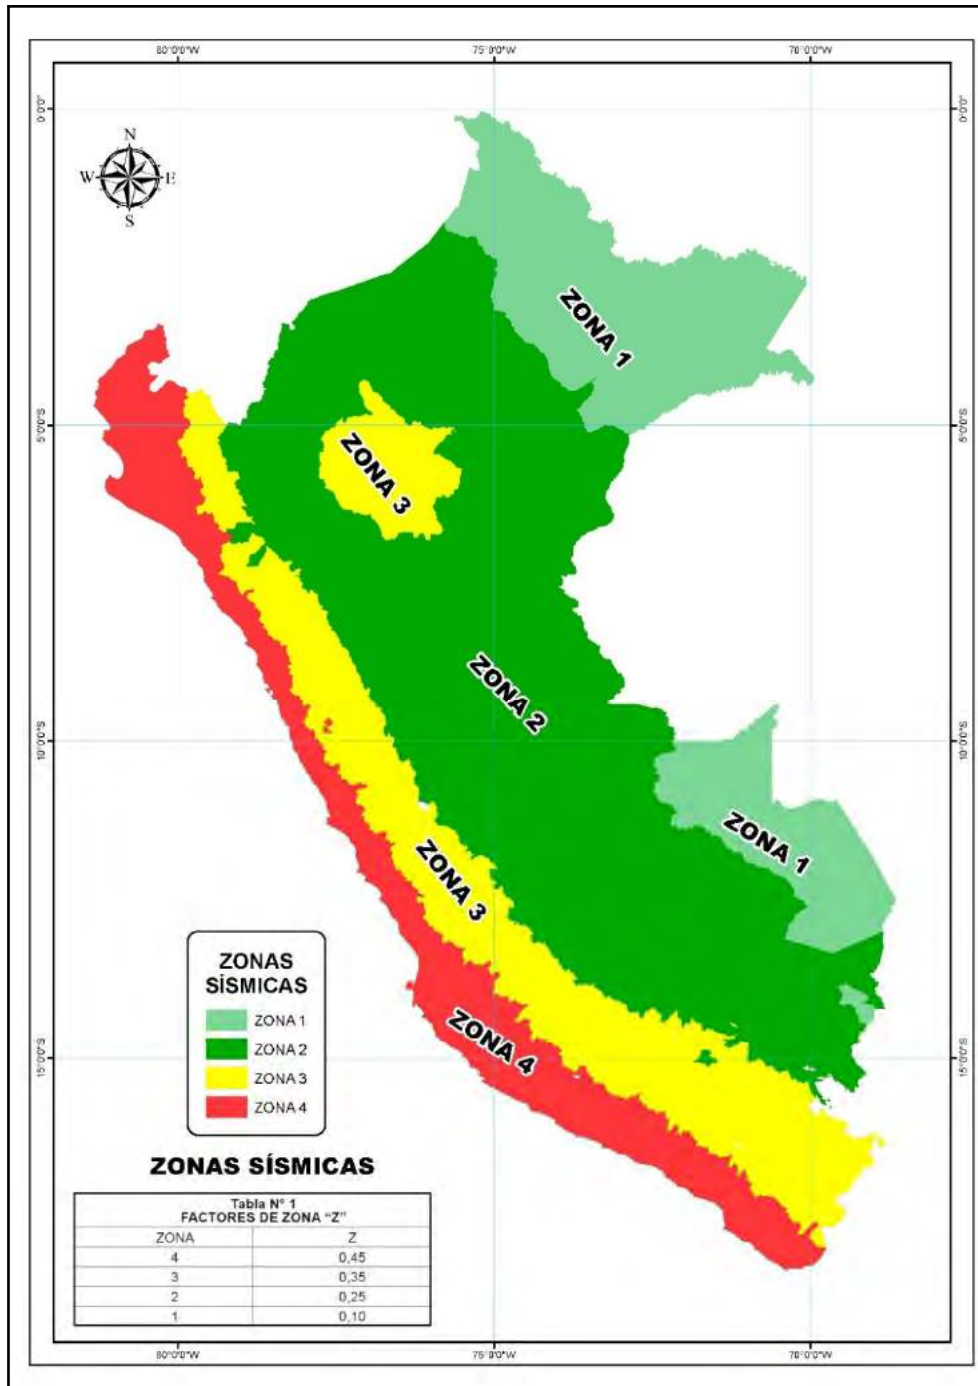 80°0'0"W 75°0'0"W 70°0'0"W
0°0'0" 0°0'0"
N
W E
S
ZONA 1
5°0'0"S 5°0'0"S
ZONA 3
ZONA 2
10°0'0"S 10°0'0"S
ZONA 1
ZONA 3
ZONAS
SÍSMICAS
ZONA 1
ZONA 2
ZONA 3
ZONA 4
ZONA 4
15°0'0"S 15°0'0"S
ZONAS SÍSMICAS
Tabla N° 1
FACTORES DE ZONA "Z"
ZONA Z
4 0,45
3 0,35
2 0,25
1 0,10
80°0'0"W 75°0'0"W 70°0'0"W